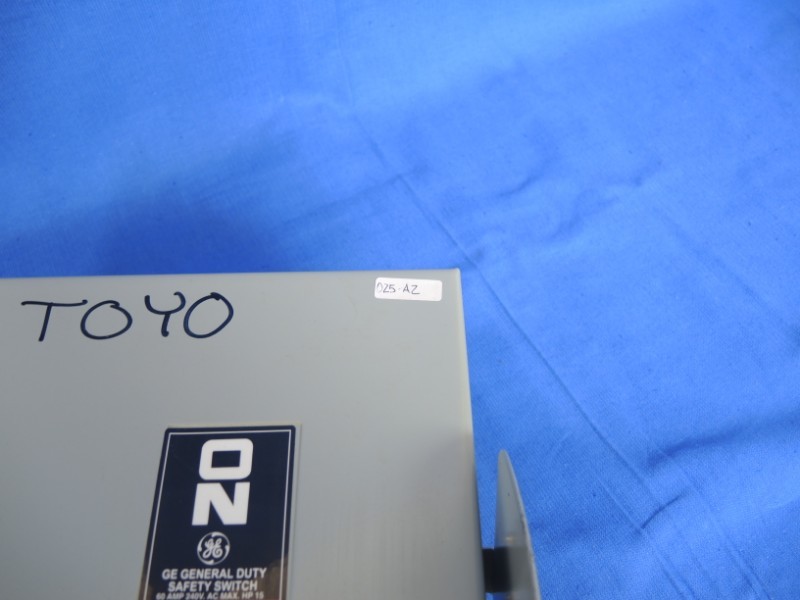 TOYO
025-AZ
ON
GE
GE GENERAL DUTY
SAFETY SWITCH
60 AMP 240V. AC MAX. HP 15